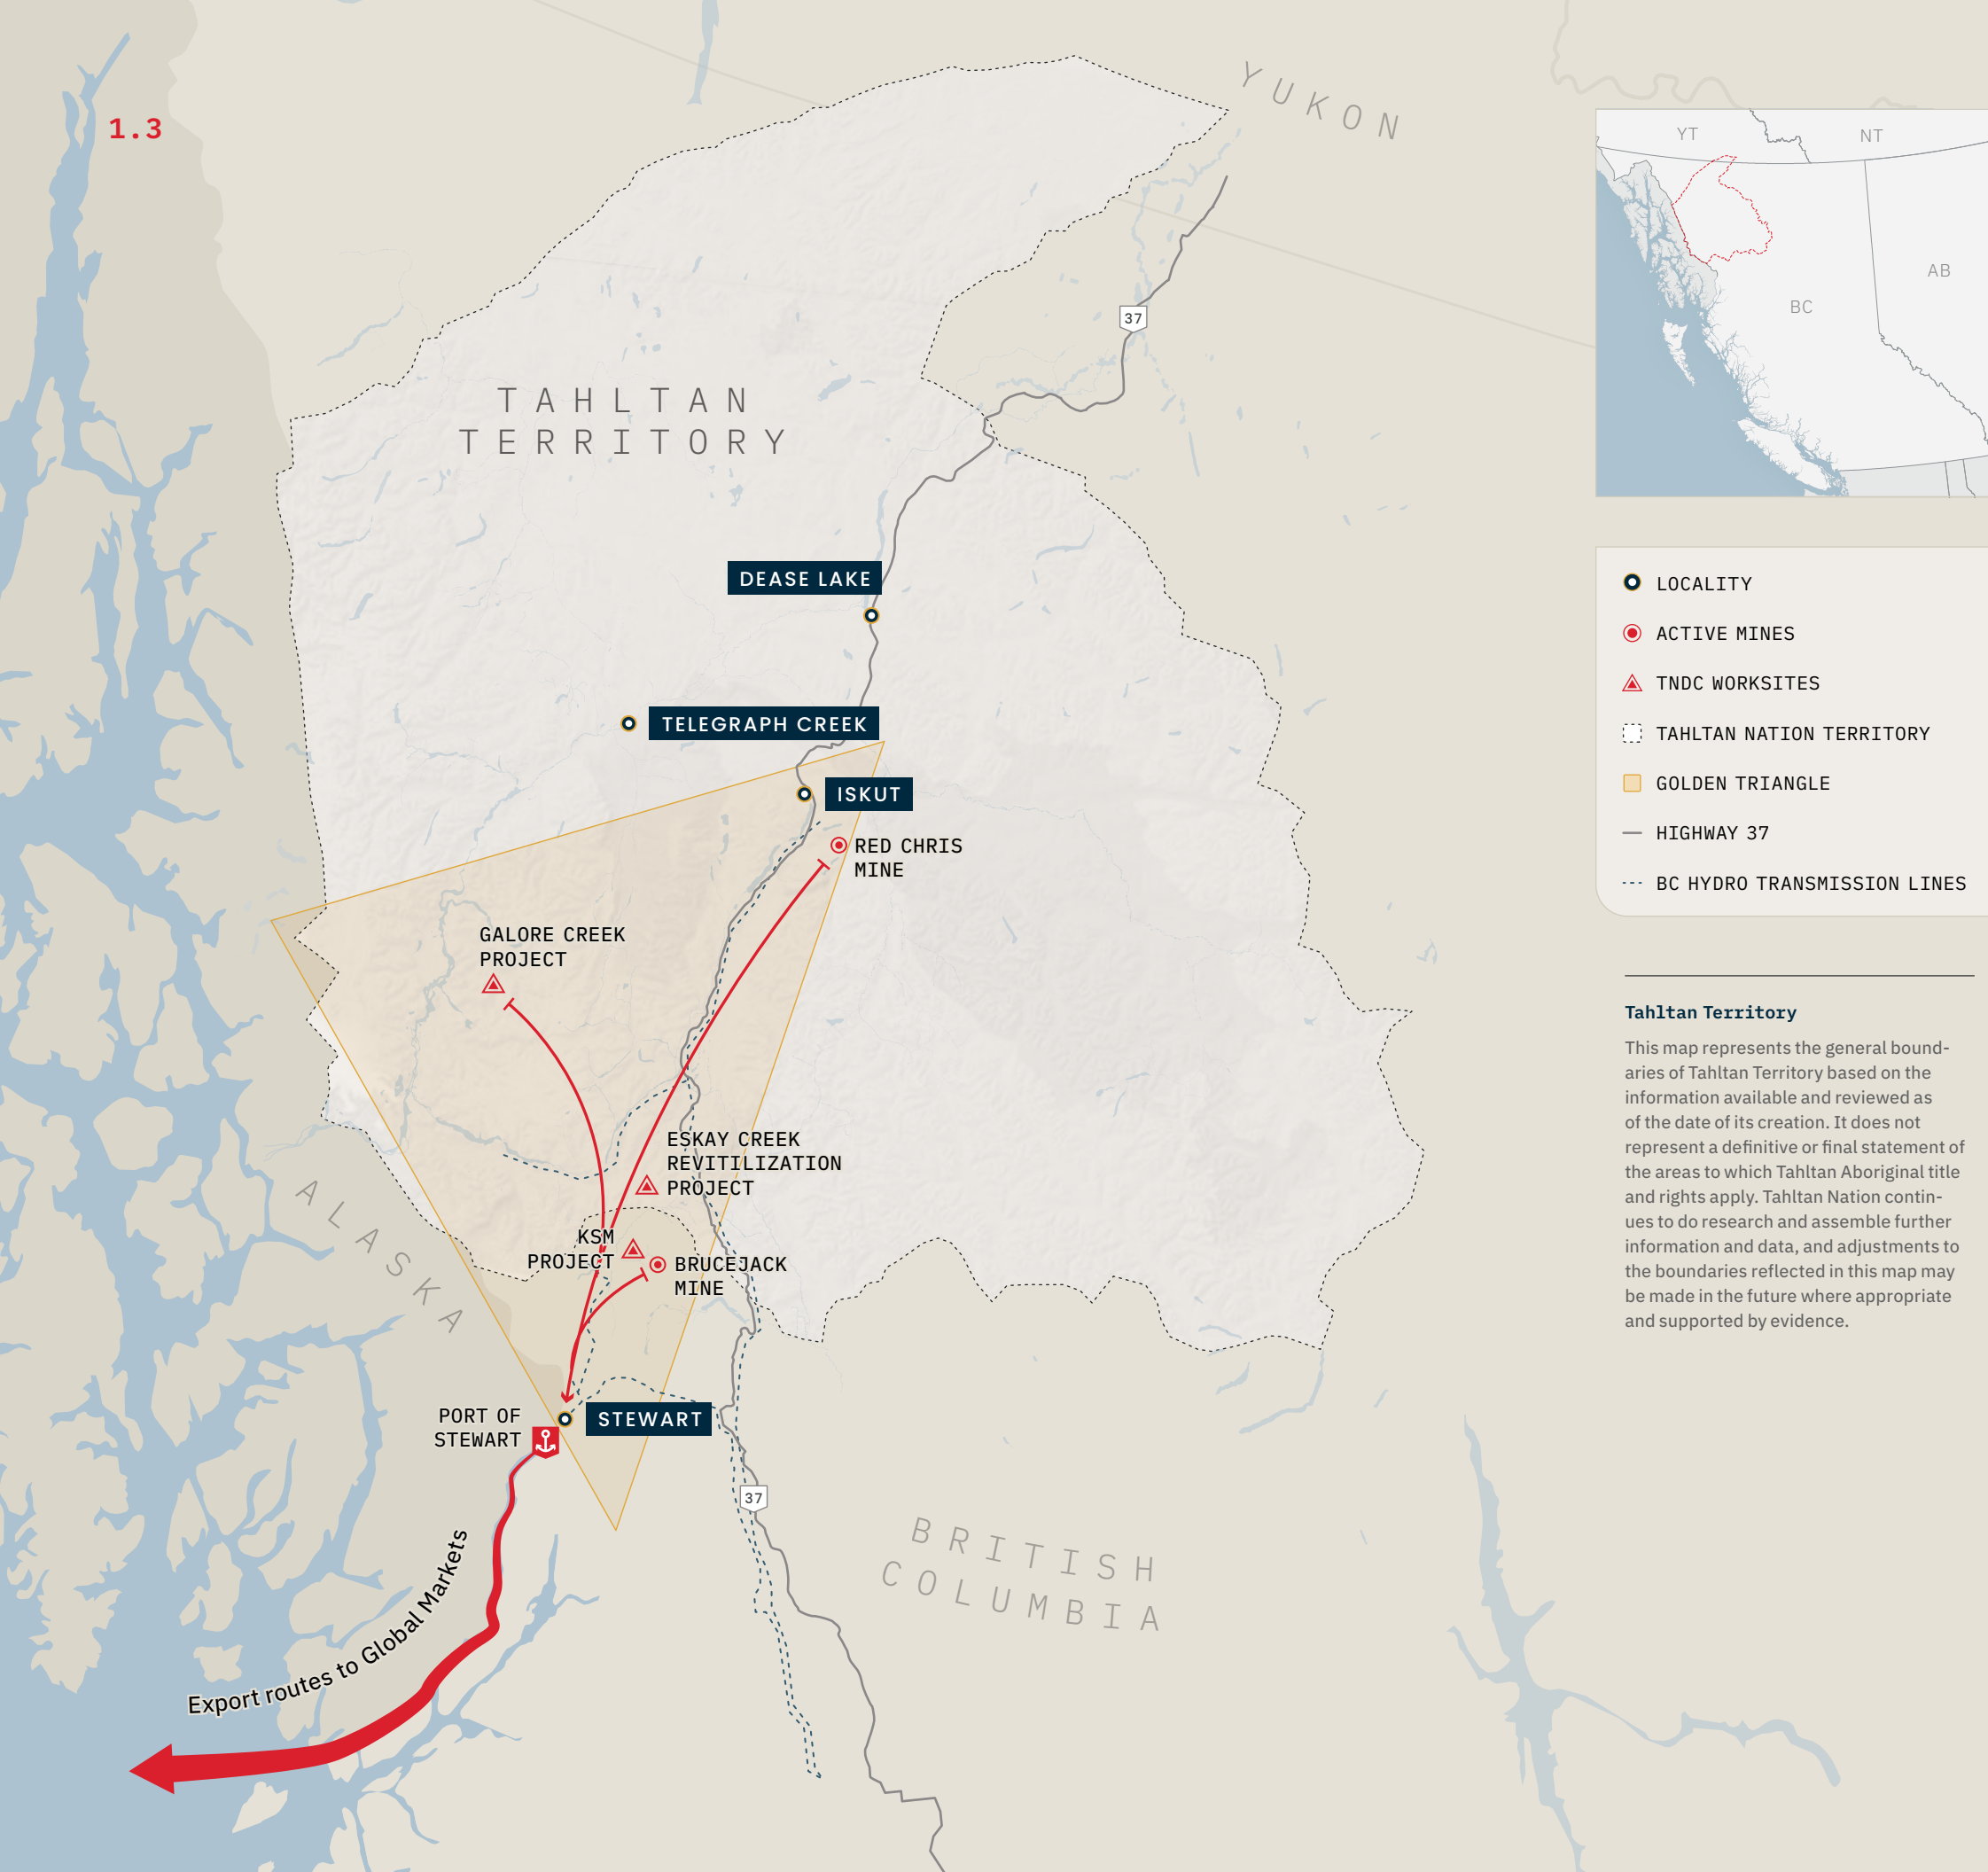 1.3
YUKON
TAHLTAN
TERRITORY
37
DEASE LAKE
TELEGRAPH CREEK
ISKUT
RED CHRIS
MINE
GALORE CREEK
PROJECT
ESKAY CREEK
REVITILIZATION
PROJECT
KSM
PROJECT
BRUCEJACK
MINE
ALASKA
PORT OF
STEWART
STEWART
37
Export routes to Global Markets
BRITISH
COLUMBIA
YT
NT
BC
AB
LOCALITY
ACTIVE MINES
TNDC WORKSITES
TAHLTAN NATION TERRITORY
GOLDEN TRIANGLE
HIGHWAY 37
BC HYDRO TRANSMISSION LINES
Tahltan Territory
This map represents the general bound-
aries of Tahltan Territory based on the
information available and reviewed as
of the date of its creation. It does not
represent a definitive or final statement of
the areas to which Tahltan Aboriginal title
and rights apply. Tahltan Nation contin-
ues to do research and assemble further
information and data, and adjustments to
the boundaries reflected in this map may
be made in the future where appropriate
and supported by evidence.